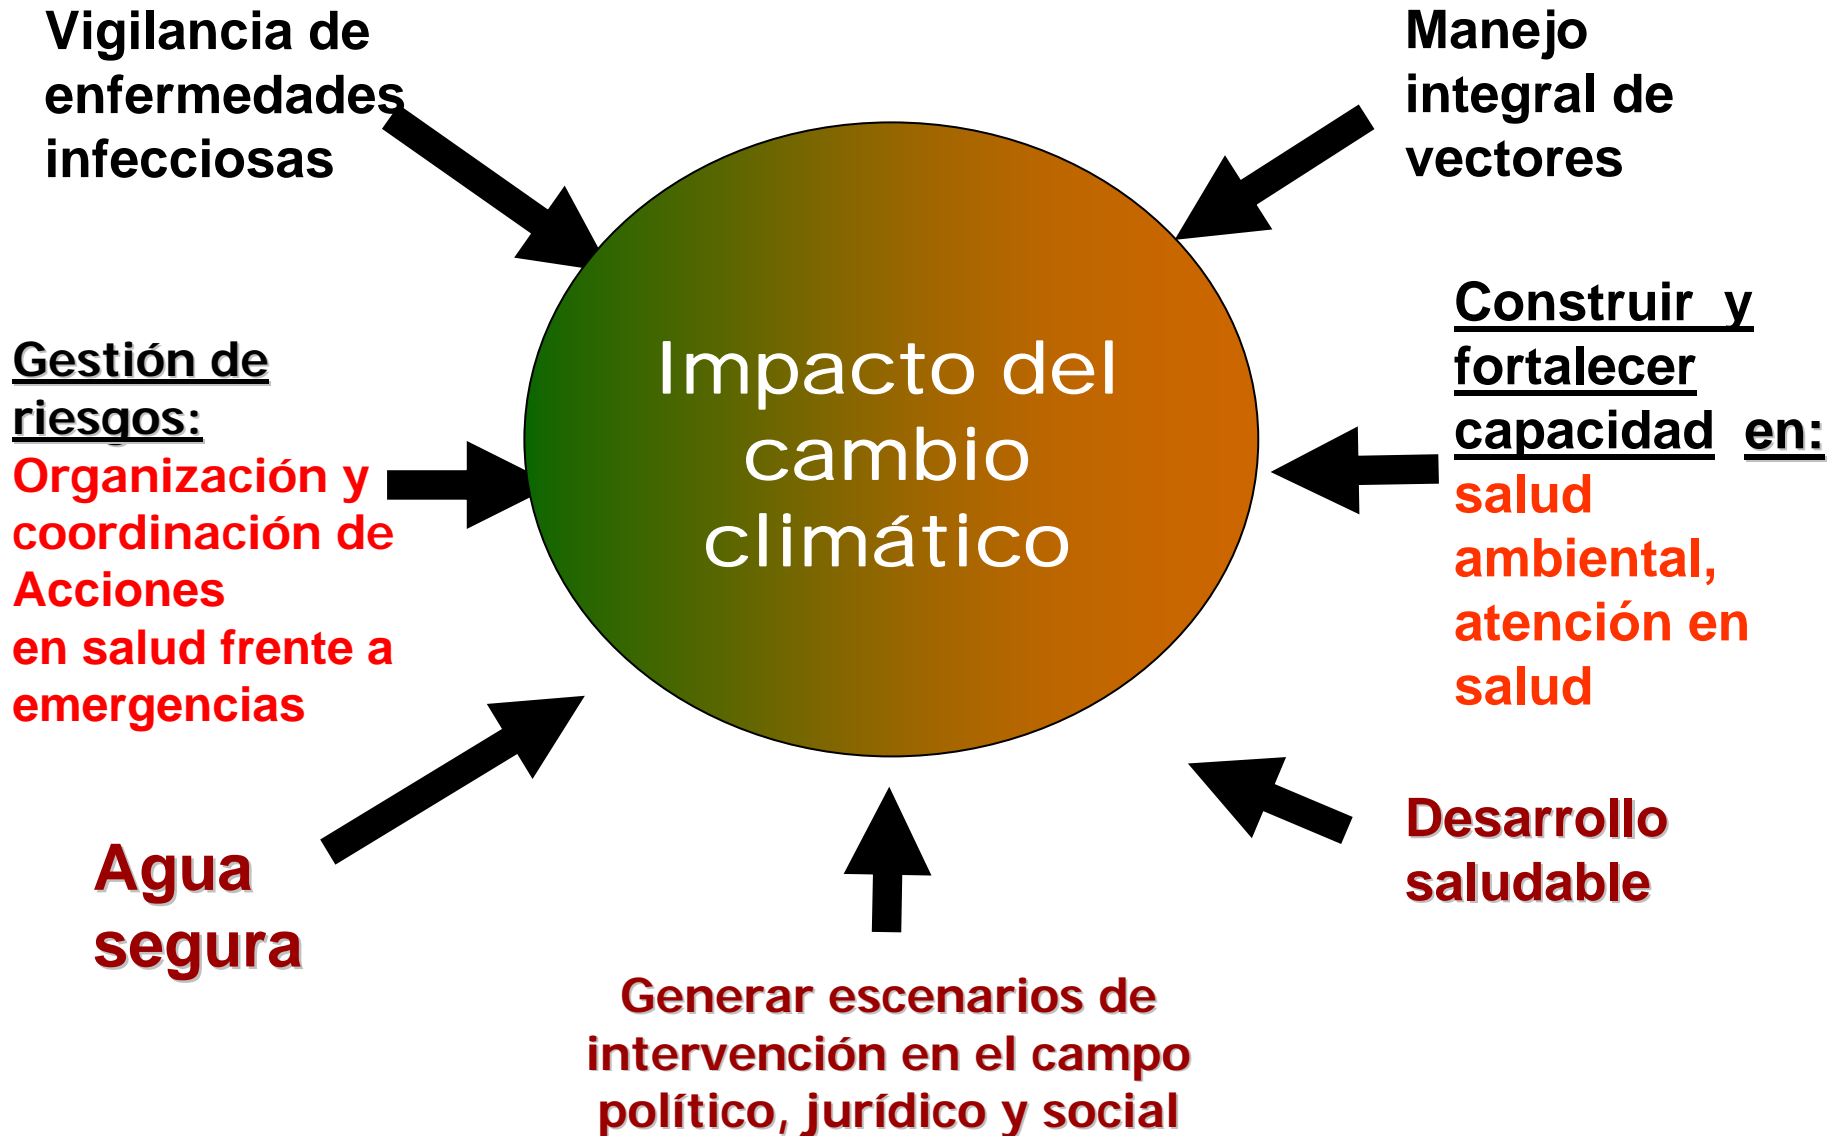 Vigilancia de
enfermedades
infecciosas
Manejo
integral de
vectores
Gestión de
riesgos:
Organización y
coordinación de
Acciones
en salud frente a
emergencias
Impacto del
cambio
climático
Construir y
fortalecer
capacidad en:
salud
ambiental,
atención en
salud
Agua
segura
Desarrollo
saludable
Generar escenarios de
intervención en el campo
político, jurídico y social